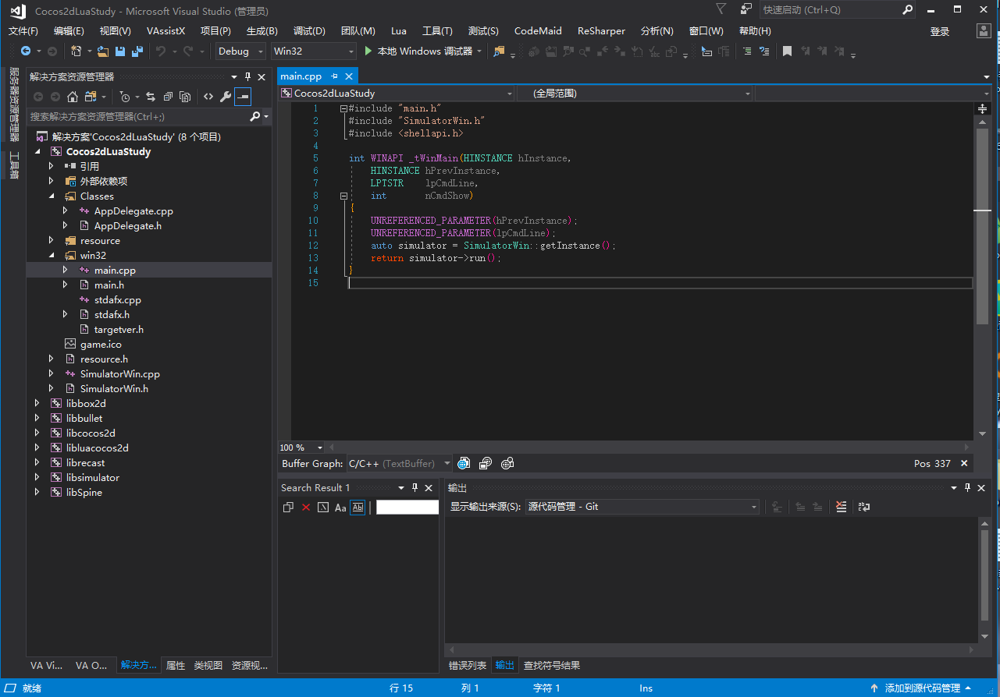 Cocos2dLuaStudy - Microsoft Visual Studio (管理员)
快速启动 (Ctrl+Q)
文件(F) 编辑(E) 视图(V) VAssistX 项目(P) 生成(B) 调试(D) 团队(M) Lua 工具(T) 测试(S) CodeMaid ReSharper 分析(N) 窗口(W) 帮助(H) 登录
Debug Win32 本地 Windows 调试器
服务器资源管理器
工具箱
解决方案资源管理器
搜索解决方案资源管理器(Ctrl+;)
解决方案'Cocos2dLuaStudy' (8 个项目)
Cocos2dLuaStudy
引用
外部依赖项
Classes
AppDelegate.cpp
AppDelegate.h
resource
win32
main.cpp
main.h
stdafx.cpp
stdafx.h
targetver.h
game.ico
resource.h
SimulatorWin.cpp
SimulatorWin.h
libbox2d
libbullet
libcocos2d
libluacocos2d
librecast
libsimulator
libSpine
VA Vi... VA O... 解决方... 属性 类视图 资源视...
main.cpp
Cocos2dLuaStudy (全局范围)
1 #include "main.h"
2 #include "SimulatorWin.h"
3 #include <shellapi.h>
4
5 int WINAPI _tWinMain(HINSTANCE hInstance,
6 HINSTANCE hPrevInstance,
7 LPTSTR lpCmdLine,
8 int nCmdShow)
9 {
10 UNREFERENCED_PARAMETER(hPrevInstance);
11 UNREFERENCED_PARAMETER(lpCmdLine);
12 auto simulator = SimulatorWin::getInstance();
13 return simulator->run();
14 }
15
100 %
Buffer Graph: C/C++ (TextBuffer) Pos 337
Search Result 1
Aa Abl
输出
显示输出来源(S): 源代码管理 - Git
错误列表 输出 查找符号结果
就绪 行 15 列 1 字符 1 Ins 添加到源代码管理